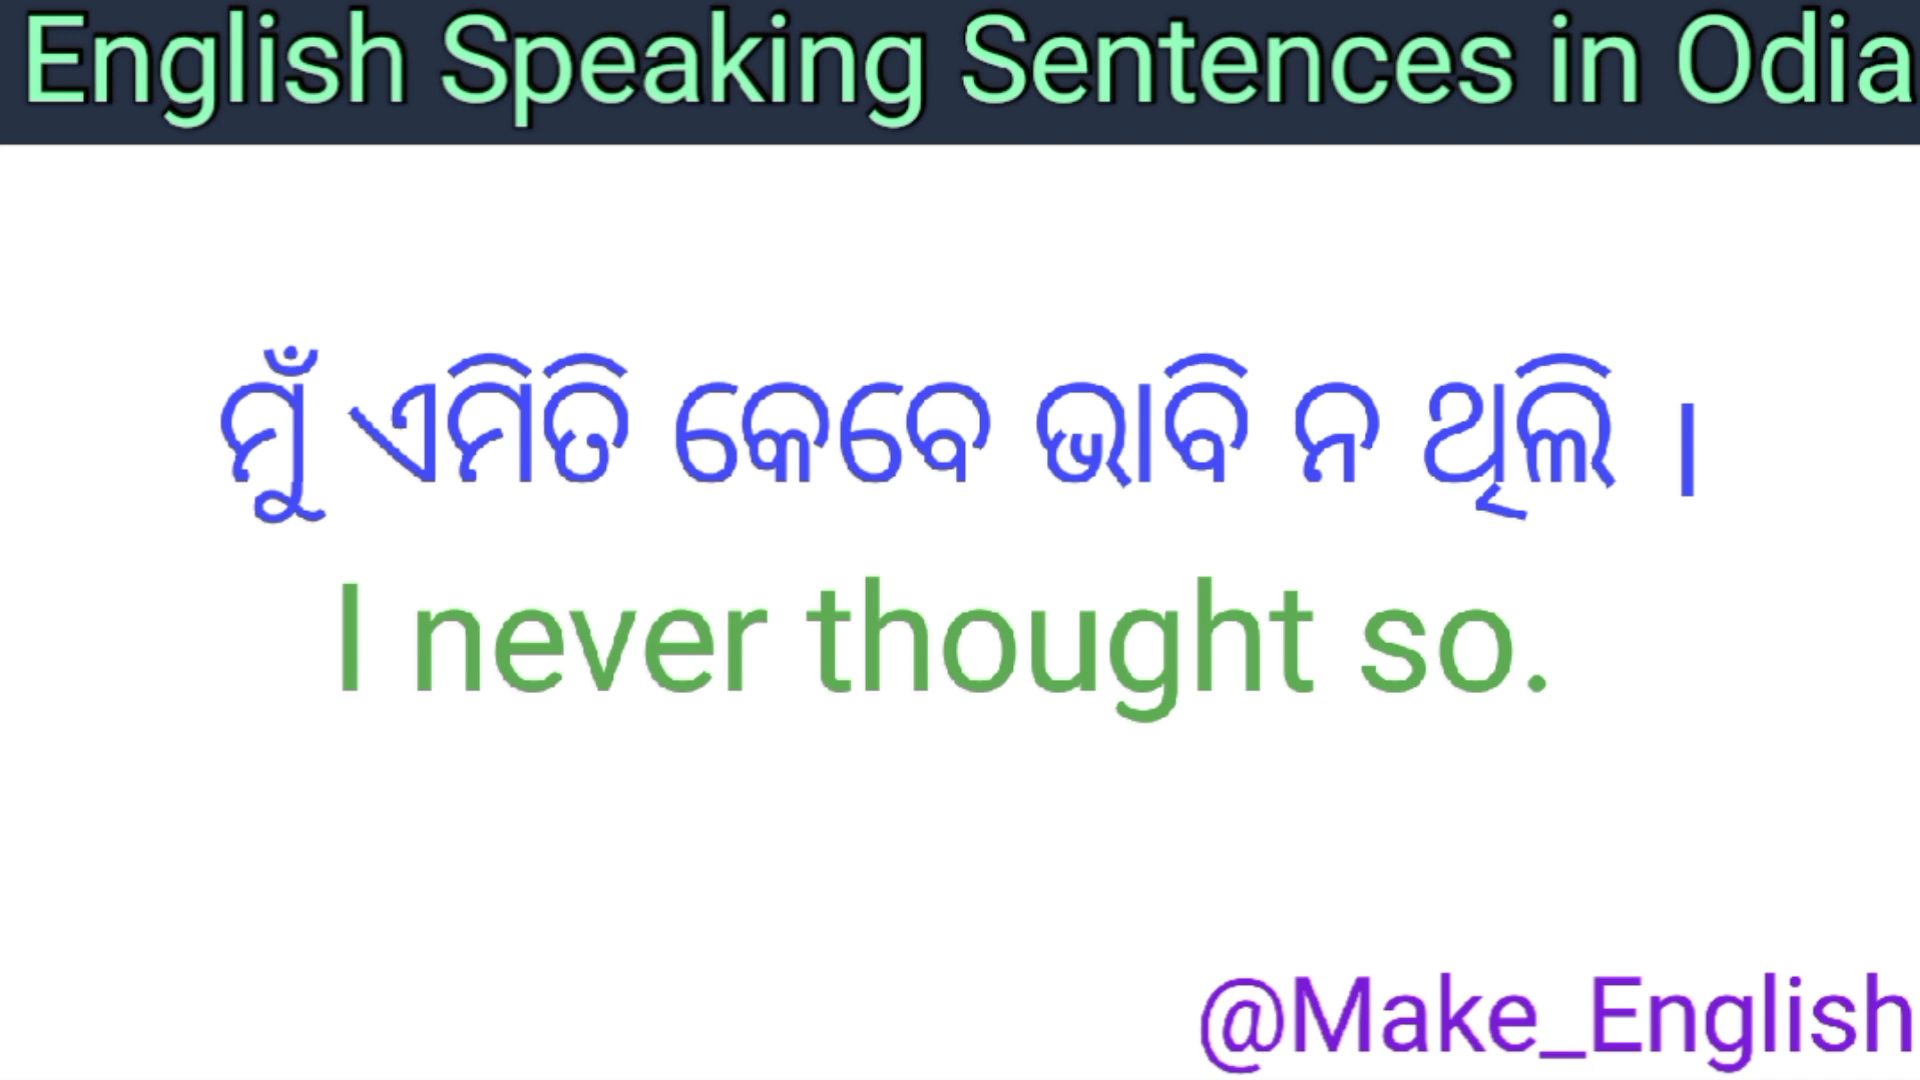 English Speaking Sentences in Odia
ମୁଁ ଏମିତି କେବେ ଭାବି ନ ଥିଲି ।
I never thought so.
@Make_English